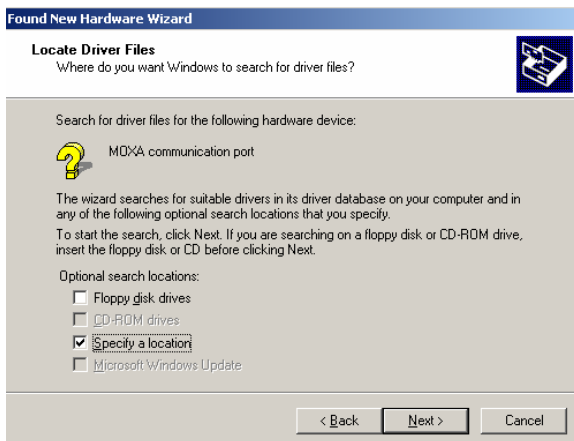 Found New Hardware Wizard
Locate Driver Files
Where do you want Windows to search for driver files?
Search for driver files for the following hardware device:
MOXA communication port
The wizard searches for suitable drivers in its driver database on your computer and in
any of the following optional search locations that you specify.
To start the search, click Next. If you are searching on a floppy disk or CD-ROM drive,
insert the floppy disk or CD before clicking Next.
Optional search locations:
Floppy disk drives
CD-ROM drives
Specify a location
Microsoft Windows Update
< Back Next > Cancel